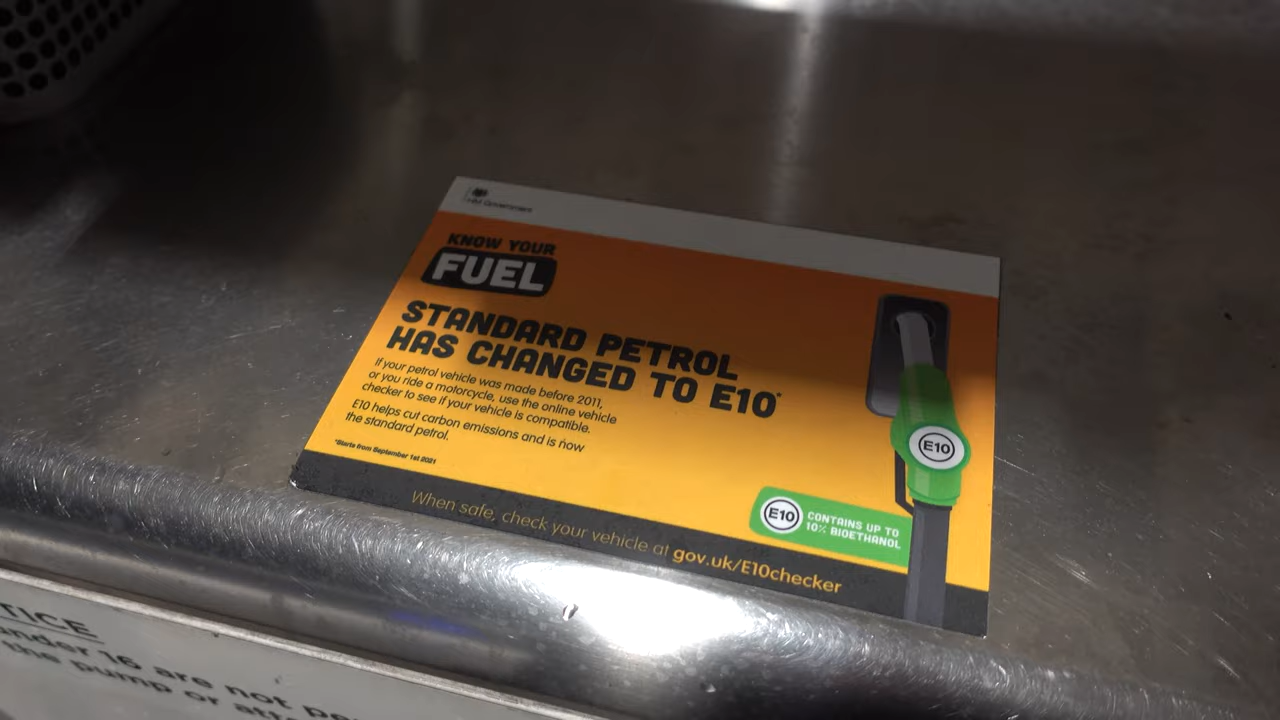 HM Government
KNOW YOUR
FUEL
STANDARD PETROL
HAS CHANGED TO E10*
If your petrol vehicle was made before 2011,
or you ride a motorcycle, use the online vehicle
checker to see if your vehicle is compatible.
E10 helps cut carbon emissions and is now
the standard petrol.
*Starts from September 1st 2021
E10
E10
CONTAINS UP TO
10% BIOETHANOL
When safe, check your vehicle at gov.uk/E10checker
TICE
under 16 are not pe
the pump or atte